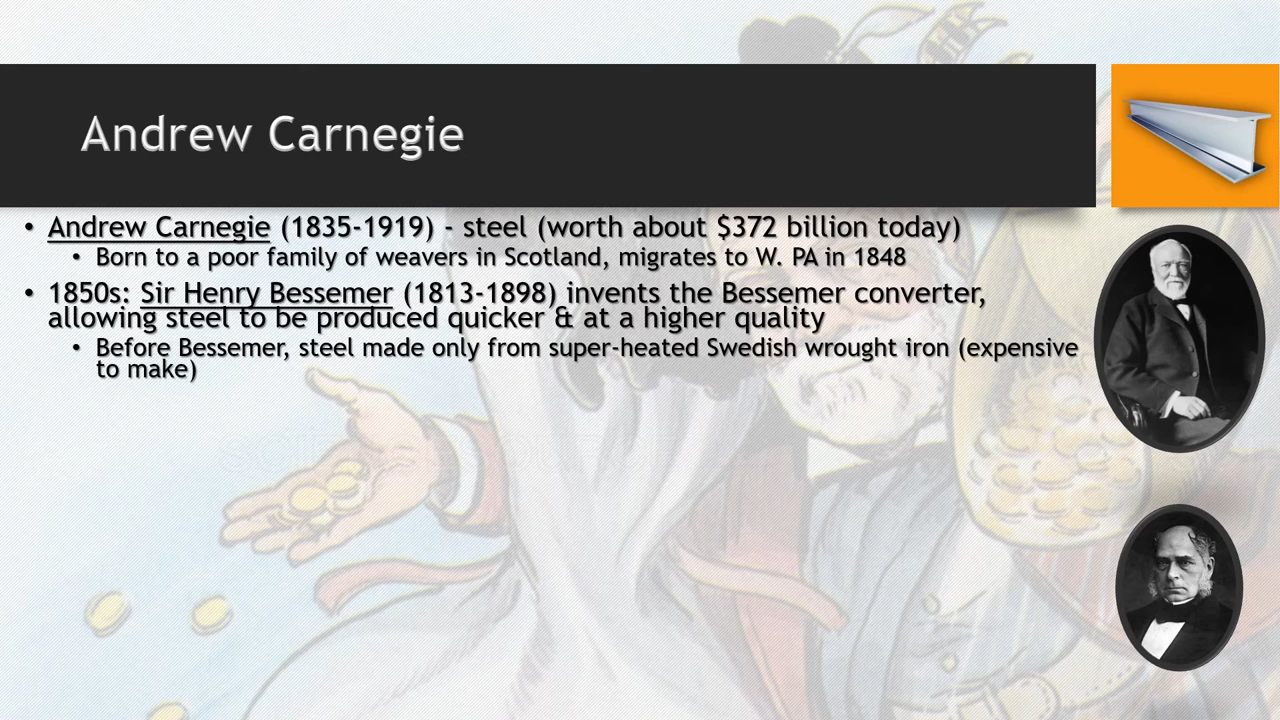 Andrew Carnegie
• Andrew Carnegie (1835-1919) - steel (worth about $372 billion today)
• Born to a poor family of weavers in Scotland, migrates to W. PA in 1848
• 1850s: Sir Henry Bessemer (1813-1898) invents the Bessemer converter,
allowing steel to be produced quicker & at a higher quality
• Before Bessemer, steel made only from super-heated Swedish wrought iron (expensive
to make)